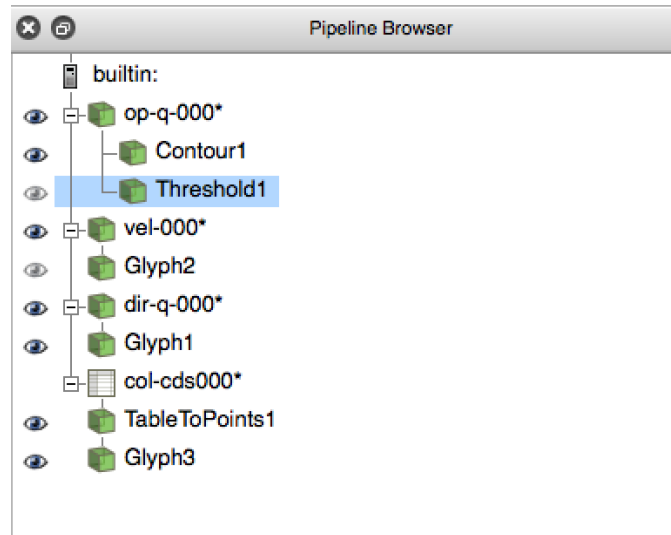 Pipeline Browser
builtin:
op-q-000*
Contour1
Threshold1
vel-000*
Glyph2
dir-q-000*
Glyph1
col-cds000*
TableToPoints1
Glyph3